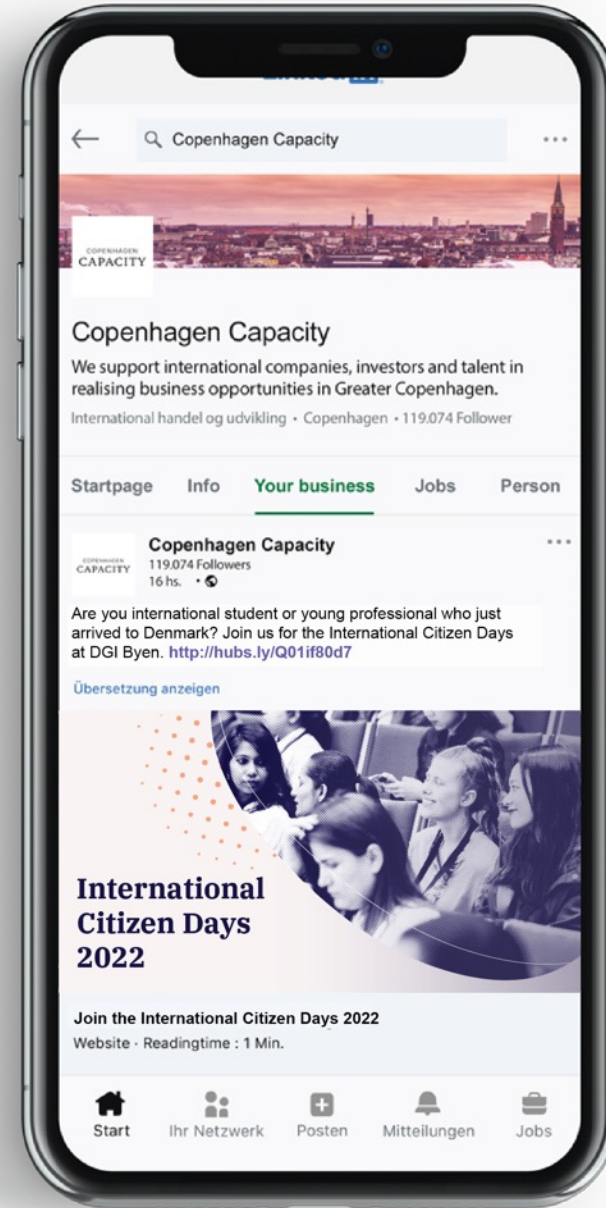 Linked in
Copenhagen Capacity
COPENHAGEN
CAPACITY
Copenhagen Capacity
We support international companies, investors and talent in
realising business opportunities in Greater Copenhagen.
International handel og udvikling • Copenhagen • 119.074 Follower
Startpage Info Your business Jobs Person
COPENHAGEN
CAPACITY
Copenhagen Capacity
119.074 Followers
16 hs. •
Are you international student or young professional who just
arrived to Denmark? Join us for the International Citizen Days
at DGI Byen. http://hubs.ly/Q01if80d7
Übersetzung anzeigen
International
Citizen Days
2022
Join the International Citizen Days 2022
Website · Readingtime : 1 Min.
Start Ihr Netzwerk Posten Mitteilungen Jobs